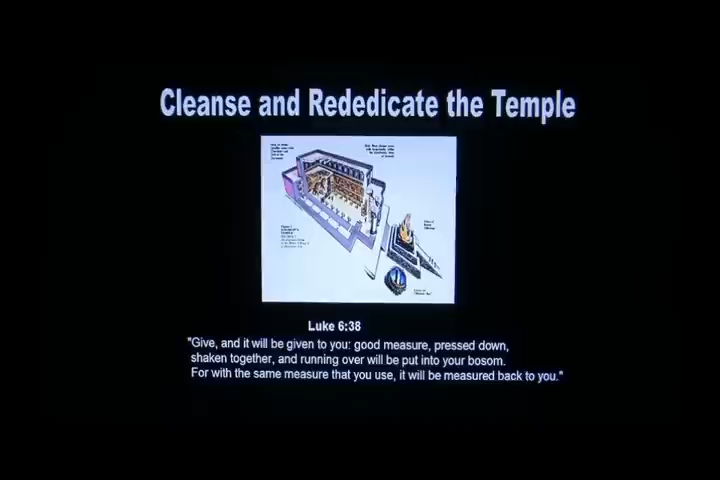 Cleanse and Rededicate the Temple
Luke 6:38
"Give, and it will be given to you: good measure, pressed down,
shaken together, and running over will be put into your bosom.
For with the same measure that you use, it will be measured back to you."